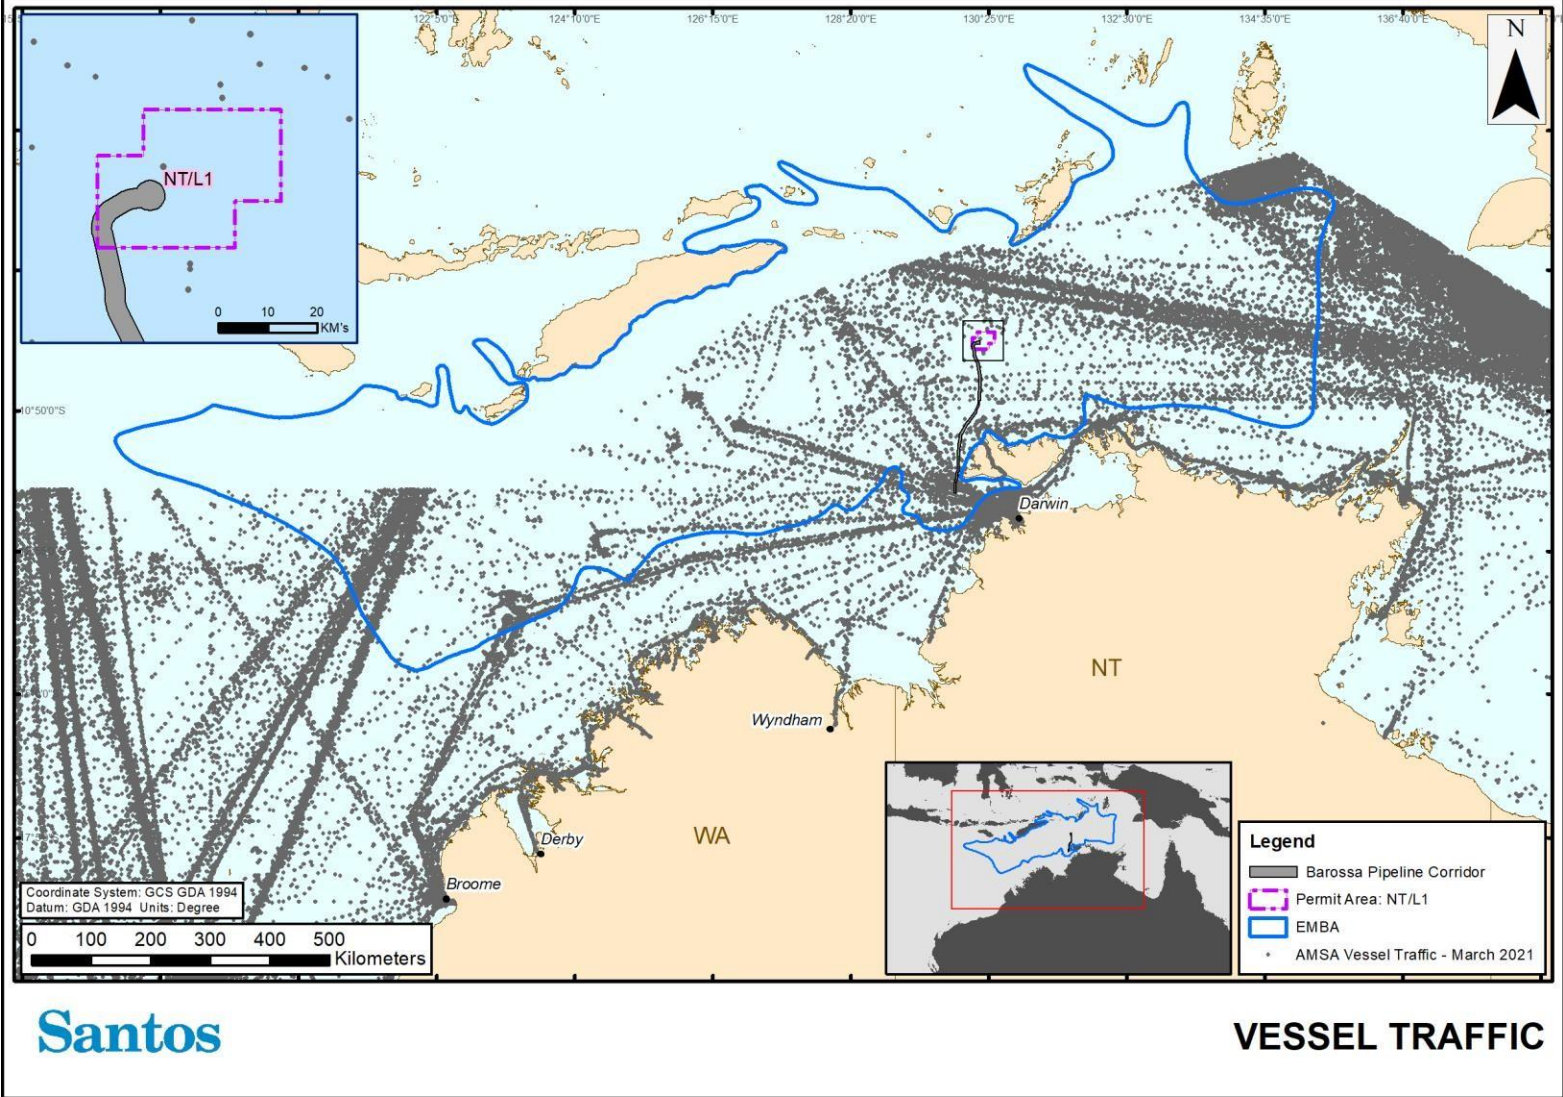 122°5'0"E
124°10'0"E
126°15'0"E
128°20'0"E
130°25'0"E
132°30'0"E
134°35'0"E
136°40'0"E
N
NT/L1
0 10 20
KM's
10°50'0"S
Darwin
NT
Wyndham
WA
Derby
Broome
Coordinate System: GCS GDA 1994
Datum: GDA 1994 Units: Degree
0 100 200 300 400 500
Kilometers
Legend
Barossa Pipeline Corridor
Permit Area: NT/L1
EMBA
AMSA Vessel Traffic - March 2021
Santos
VESSEL TRAFFIC